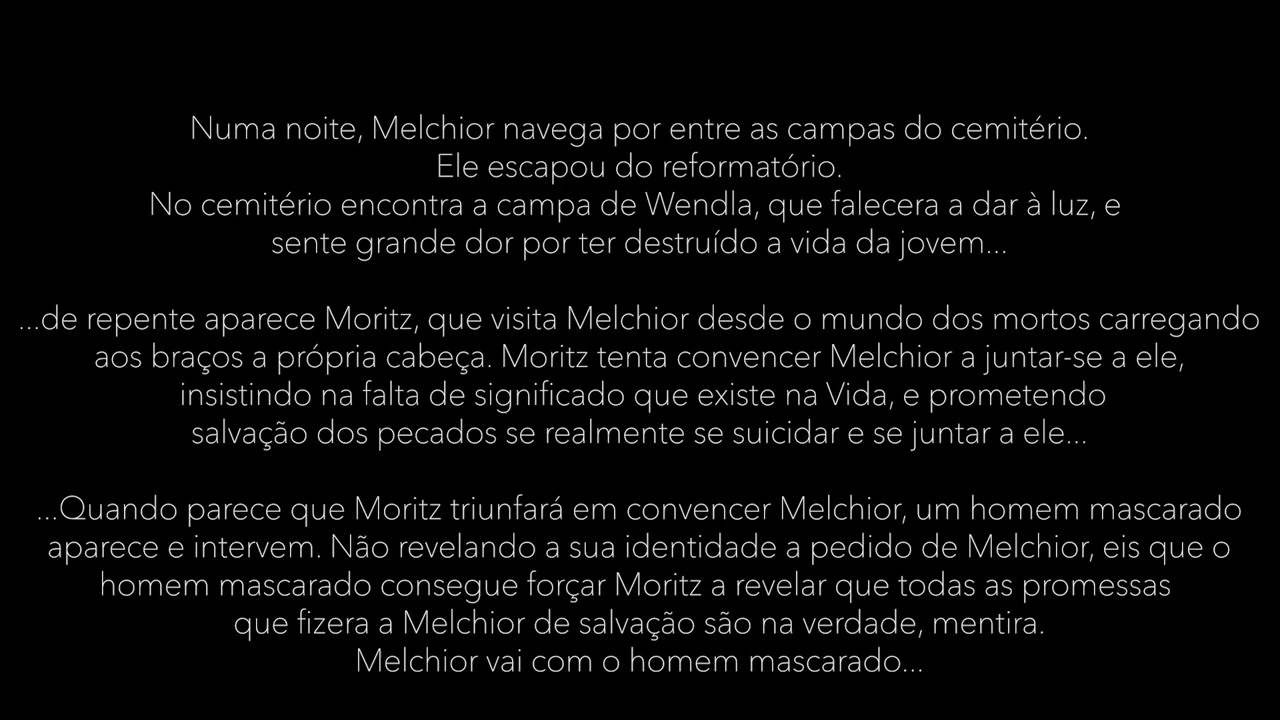 Numa noite, Melchior navega por entre as campas do cemitério.
Ele escapou do reformatório.
No cemitério encontra a campa de Wendla, que falecera a dar à luz, e
sente grande dor por ter destruído a vida da jovem...
...de repente aparece Moritz, que visita Melchior desde o mundo dos mortos carregando
aos braços a própria cabeça. Moritz tenta convencer Melchior a juntar-se a ele,
insistindo na falta de significado que existe na Vida, e prometendo
salvação dos pecados se realmente se suicidar e se juntar a ele...
...Quando parece que Moritz triunfará em convencer Melchior, um homem mascarado
aparece e intervem. Não revelando a sua identidade a pedido de Melchior, eis que o
homem mascarado consegue forçar Moritz a revelar que todas as promessas
que fizera a Melchior de salvação são na verdade, mentira.
Melchior vai com o homem mascarado...